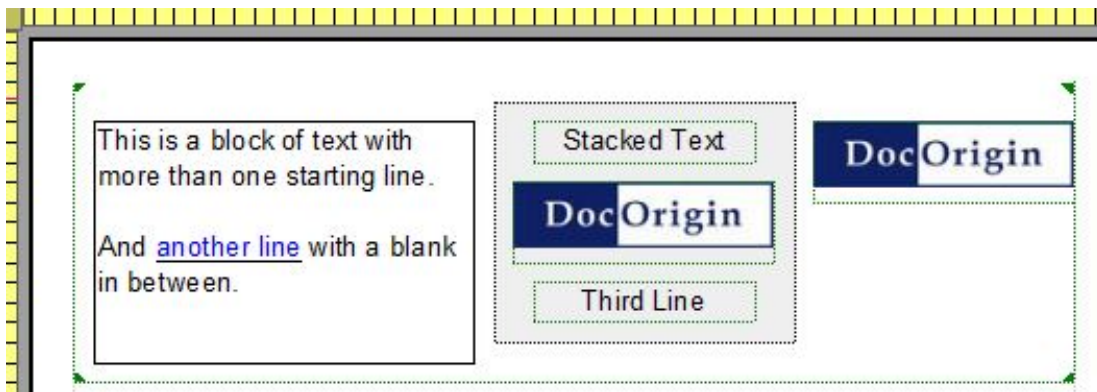 This is a block of text with
more than one starting line.
And another line with a blank
in between.
Stacked Text
DocOrigin
Third Line
DocOrigin